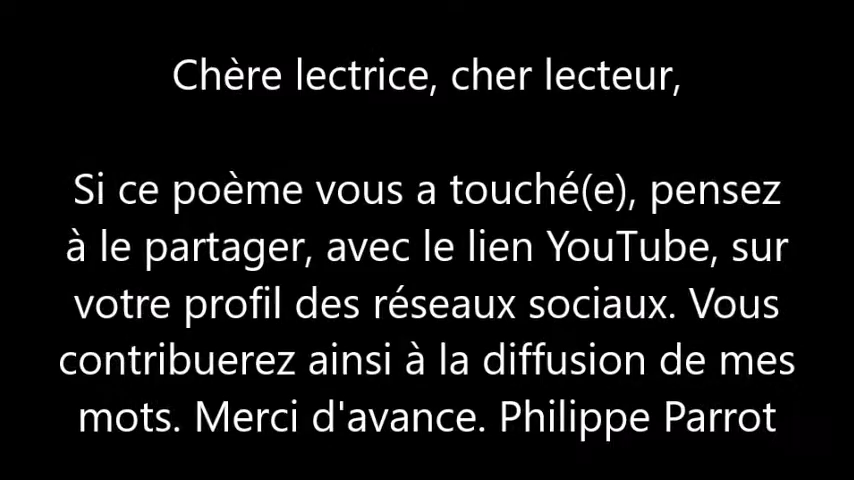 Chère lectrice, cher lecteur,
Si ce poème vous a touché(e), pensez
à le partager, avec le lien YouTube, sur
votre profil des réseaux sociaux. Vous
contribuerez ainsi à la diffusion de mes
mots. Merci d'avance. Philippe Parrot